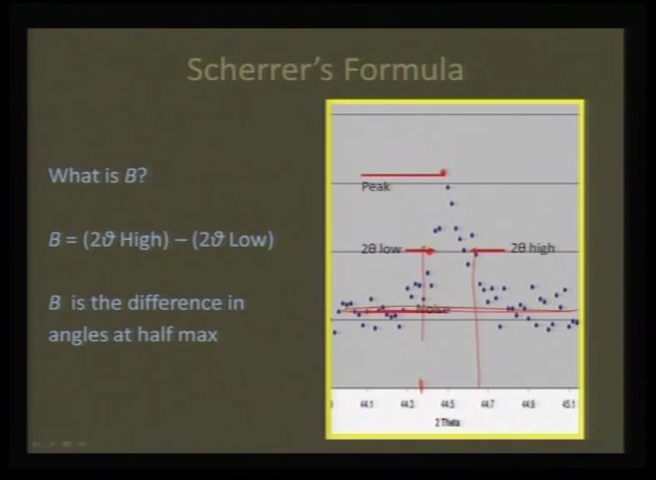 Scherrer's Formula
What is B?
B = (2ϑ High) – (2ϑ Low)
B is the difference in
angles at half max
Peak
2θ low
2θ high
Noise
44.1 44.3 44.5 44.7 44.9 45.1
2 Theta